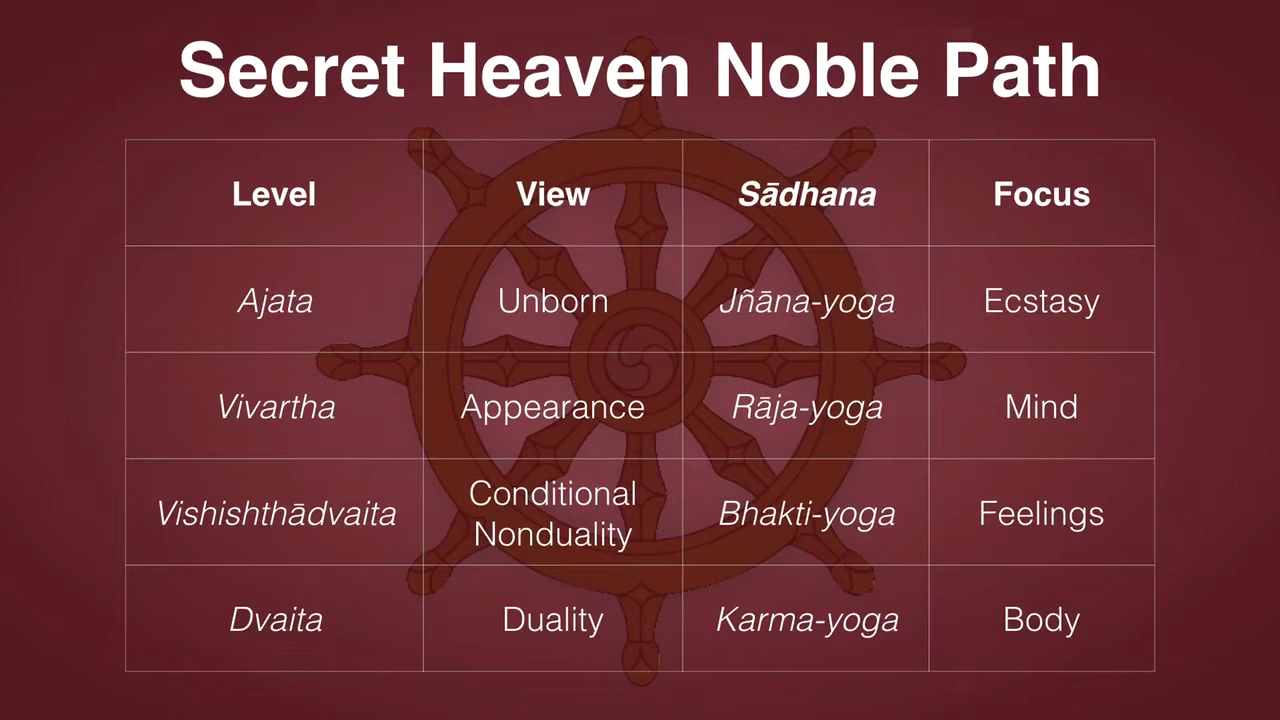 Secret Heaven Noble Path
Level View Sādhana Focus
Ajata Unborn Jñāna-yoga Ecstasy
Vivartha Appearance Rāja-yoga Mind
Vishishthādvaita Conditional Nonduality Bhakti-yoga Feelings
Dvaita Duality Karma-yoga Body